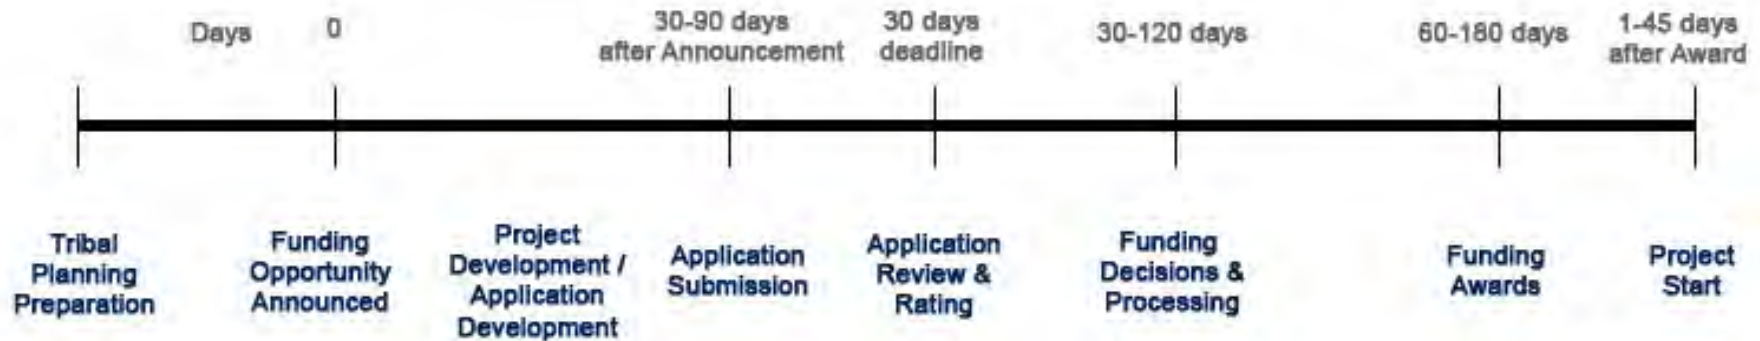 Days
0
30-90 days
after Announcement
30 days
deadline
30-120 days
60-180 days
1-45 days
after Award
Tribal
Planning
Preparation
Funding
Opportunity
Announced
Project
Development /
Application
Development
Application
Submission
Application
Review &
Rating
Funding
Decisions &
Processing
Funding
Awards
Project
Start